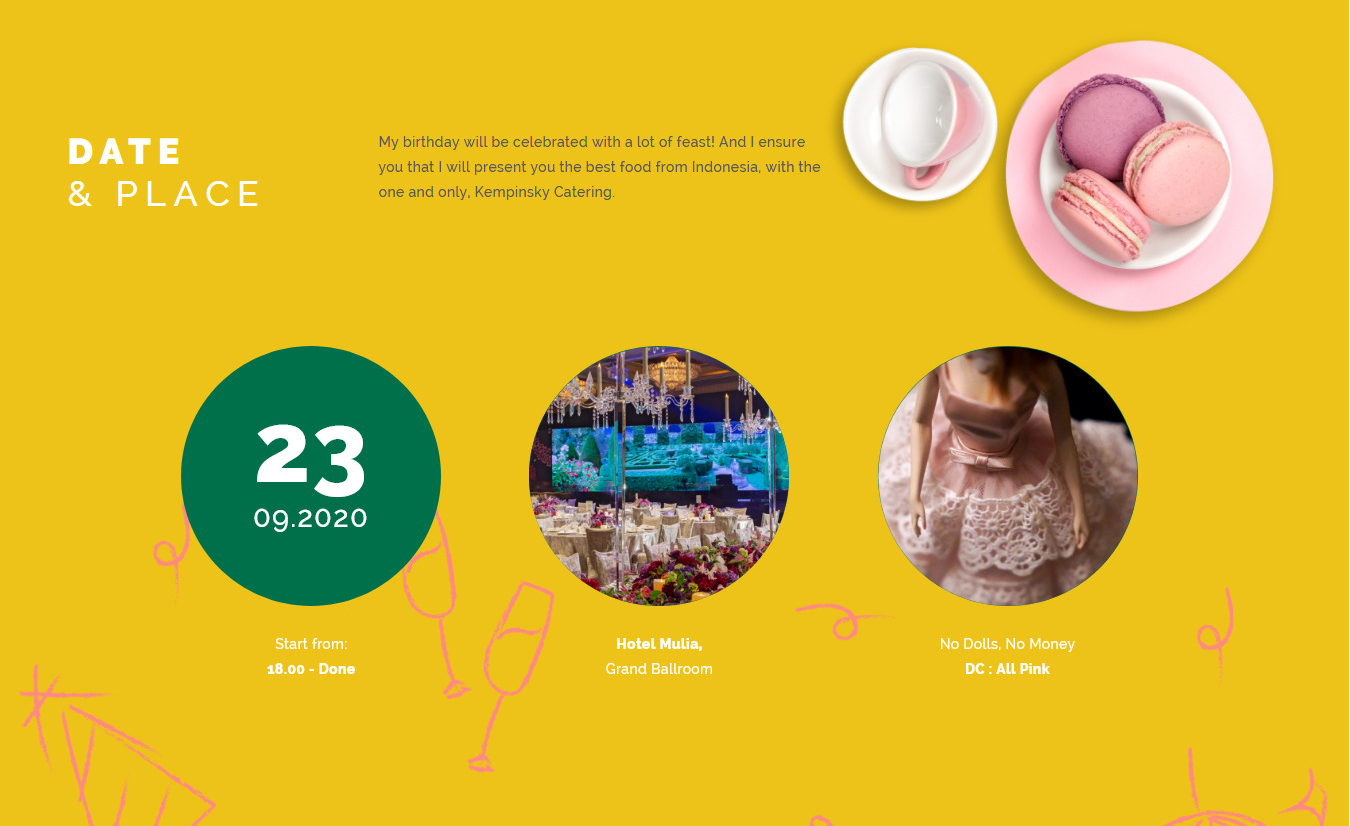 DATE
& PLACE
My birthday will be celebrated with a lot of feast! And I ensure
you that I will present you the best food from Indonesia, with the
one and only, Kempinsky Catering.
23
09.2020
Start from:
18.00 - Done
Hotel Mulia,
Grand Ballroom
No Dolls, No Money
DC : All Pink